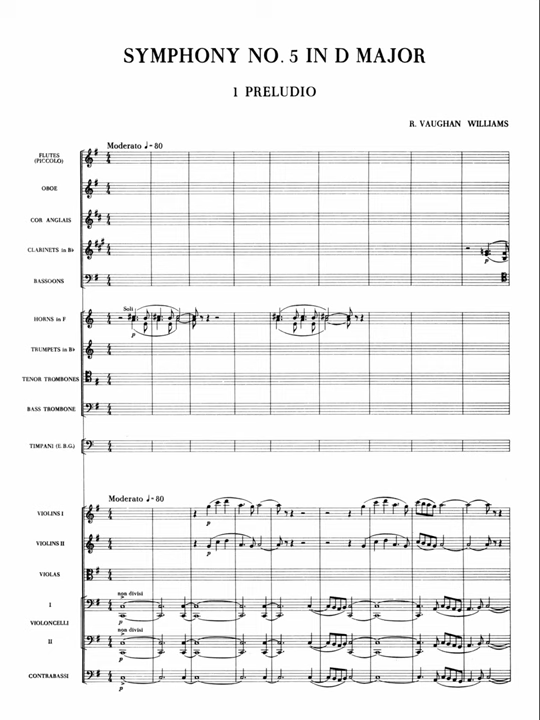 SYMPHONY NO. 5 IN D MAJOR
1 PRELUDIO
R. VAUGHAN WILLIAMS
Moderato ♩=80
FLUTES
(PICCOLO)
OBOE
COR ANGLAIS
CLARINETS in B♭
p
BASSOONS
Soli
HORNS in F
p
TRUMPETS in B♭
TENOR TROMBONES
BASS TROMBONE
TIMPANI (E.B.G.)
Moderato ♩=80
VIOLINS I
p
VIOLINS II
p
VIOLAS
non divisi
I
VIOLONCELLI
non divisi
II
CONTRABASSI
p